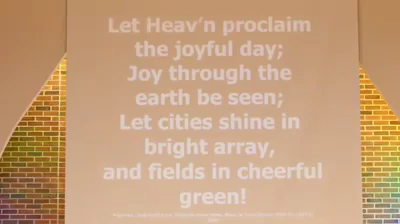 Let Heav'n proclaim
the joyful day;
Joy through the
earth be seen;
Let cities shine in
bright array,
and fields in cheerful
green!